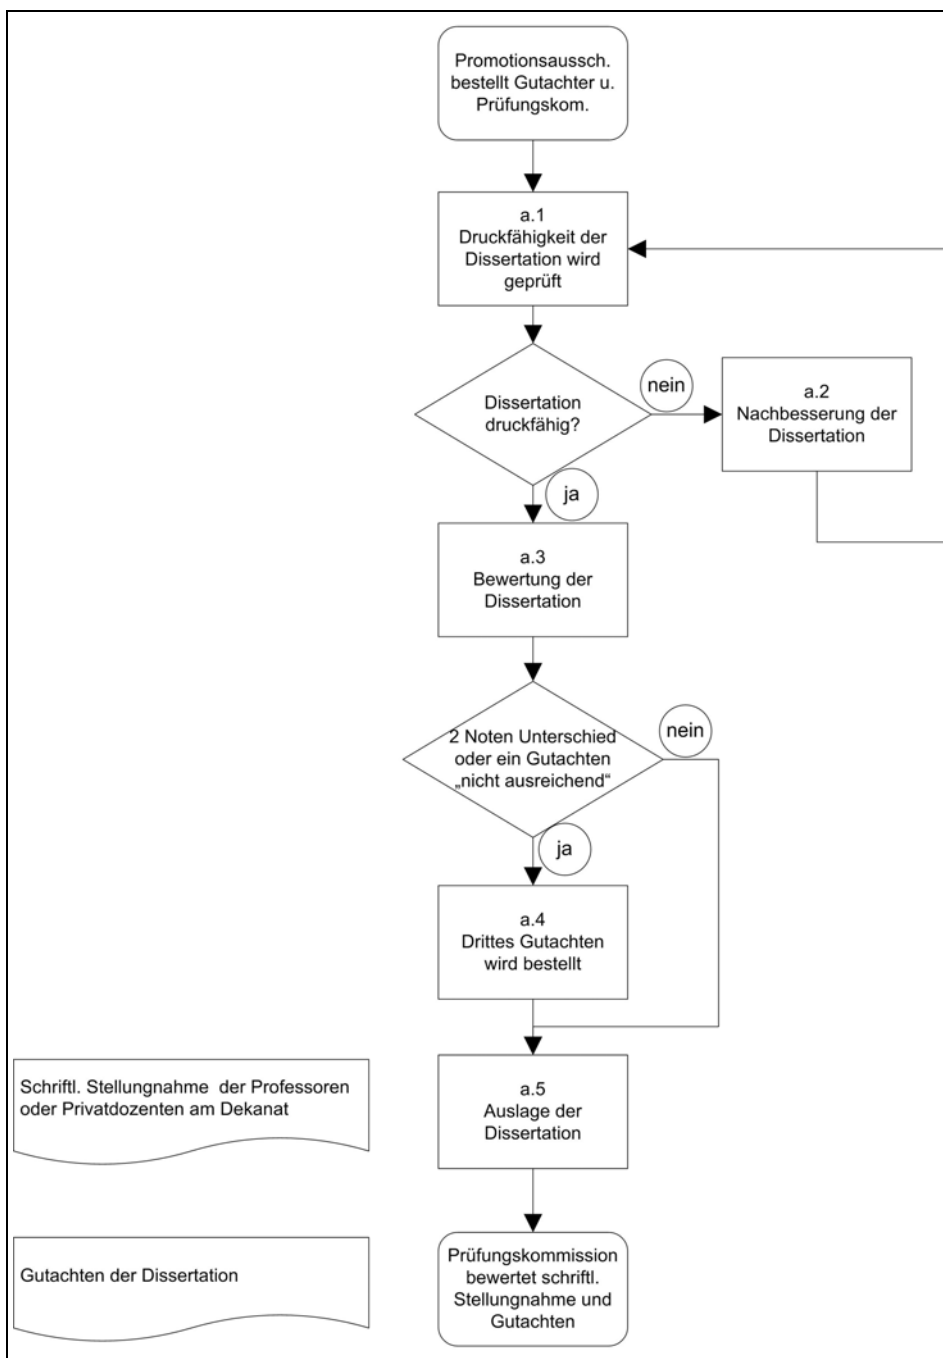 Promotionsaussch.
bestellt Gutachter u.
Prüfungskom.
a.1
Druckfähigkeit der
Dissertation wird
geprüft
Dissertation
druckfähig?
nein
a.2
Nachbesserung der
Dissertation
ja
a.3
Bewertung der
Dissertation
2 Noten Unterschied
oder ein Gutachten
„nicht ausreichend“
nein
ja
a.4
Drittes Gutachten
wird bestellt
Schriftl. Stellungnahme der Professoren
oder Privatdozenten am Dekanat
a.5
Auslage der
Dissertation
Gutachten der Dissertation
Prüfungskommission
bewertet schriftl.
Stellungnahme und
Gutachten